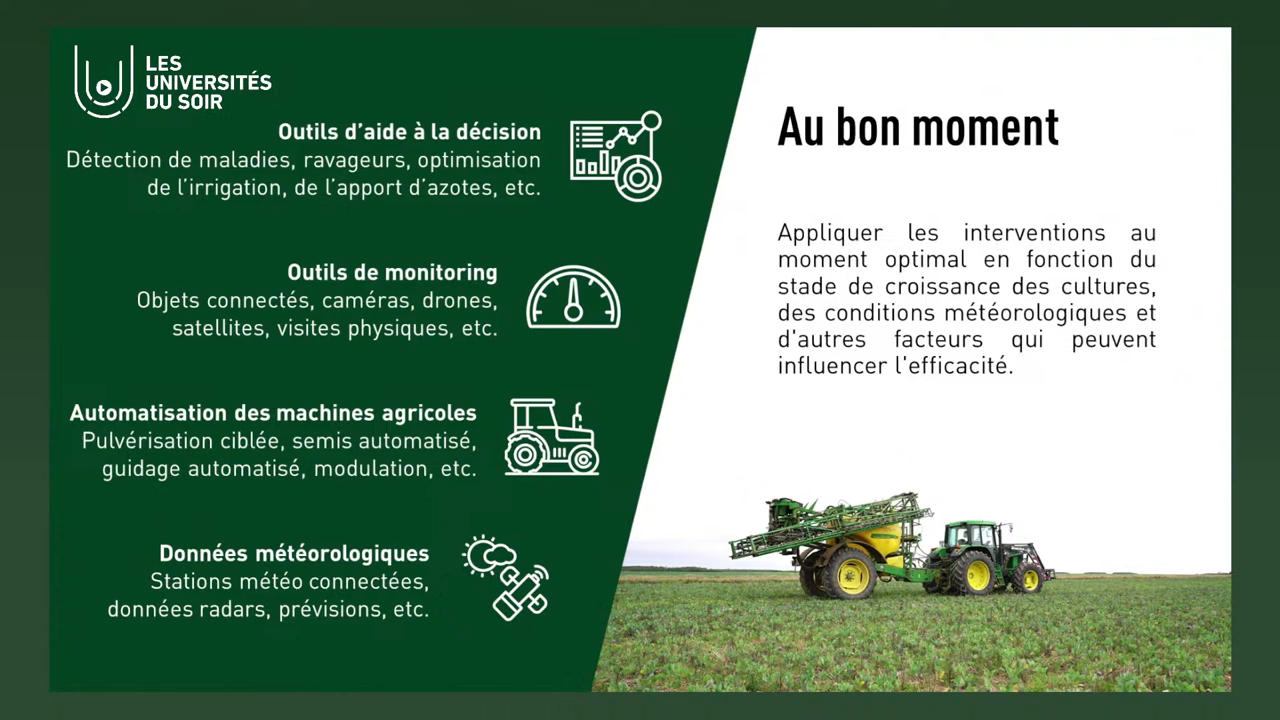 LES
UNIVERSITÉS
DU SOIR
Outils d’aide à la décision
Détection de maladies, ravageurs, optimisation
de l’irrigation, de l’apport d’azotes, etc.
Outils de monitoring
Objets connectés, caméras, drones,
satellites, visites physiques, etc.
Automatisation des machines agricoles
Pulvérisation ciblée, semis automatisé,
guidage automatisé, modulation, etc.
Données météorologiques
Stations météo connectées,
données radars, prévisions, etc.
Au bon moment
Appliquer les interventions au
moment optimal en fonction du
stade de croissance des cultures,
des conditions météorologiques et
d'autres facteurs qui peuvent
influencer l'efficacité.